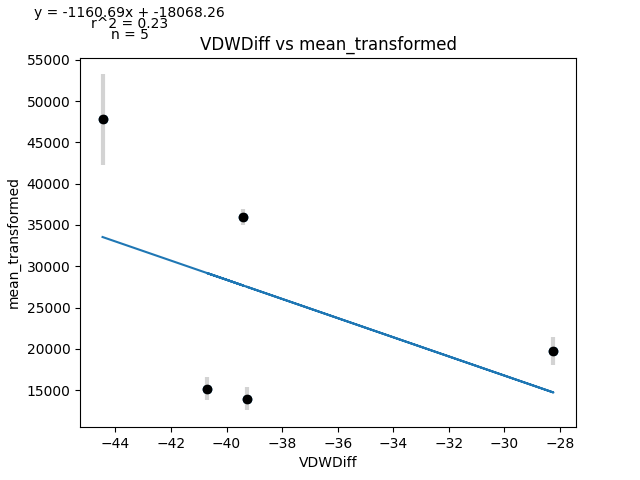 y = -1160.69x + -18068.26
r^2 = 0.23
n = 5
VDWDiff vs mean_transformed
55000
50000
45000
40000
35000
30000
25000
20000
15000
mean_transformed
−44 −42 −40 −38 −36 −34 −32 −30 −28
VDWDiff